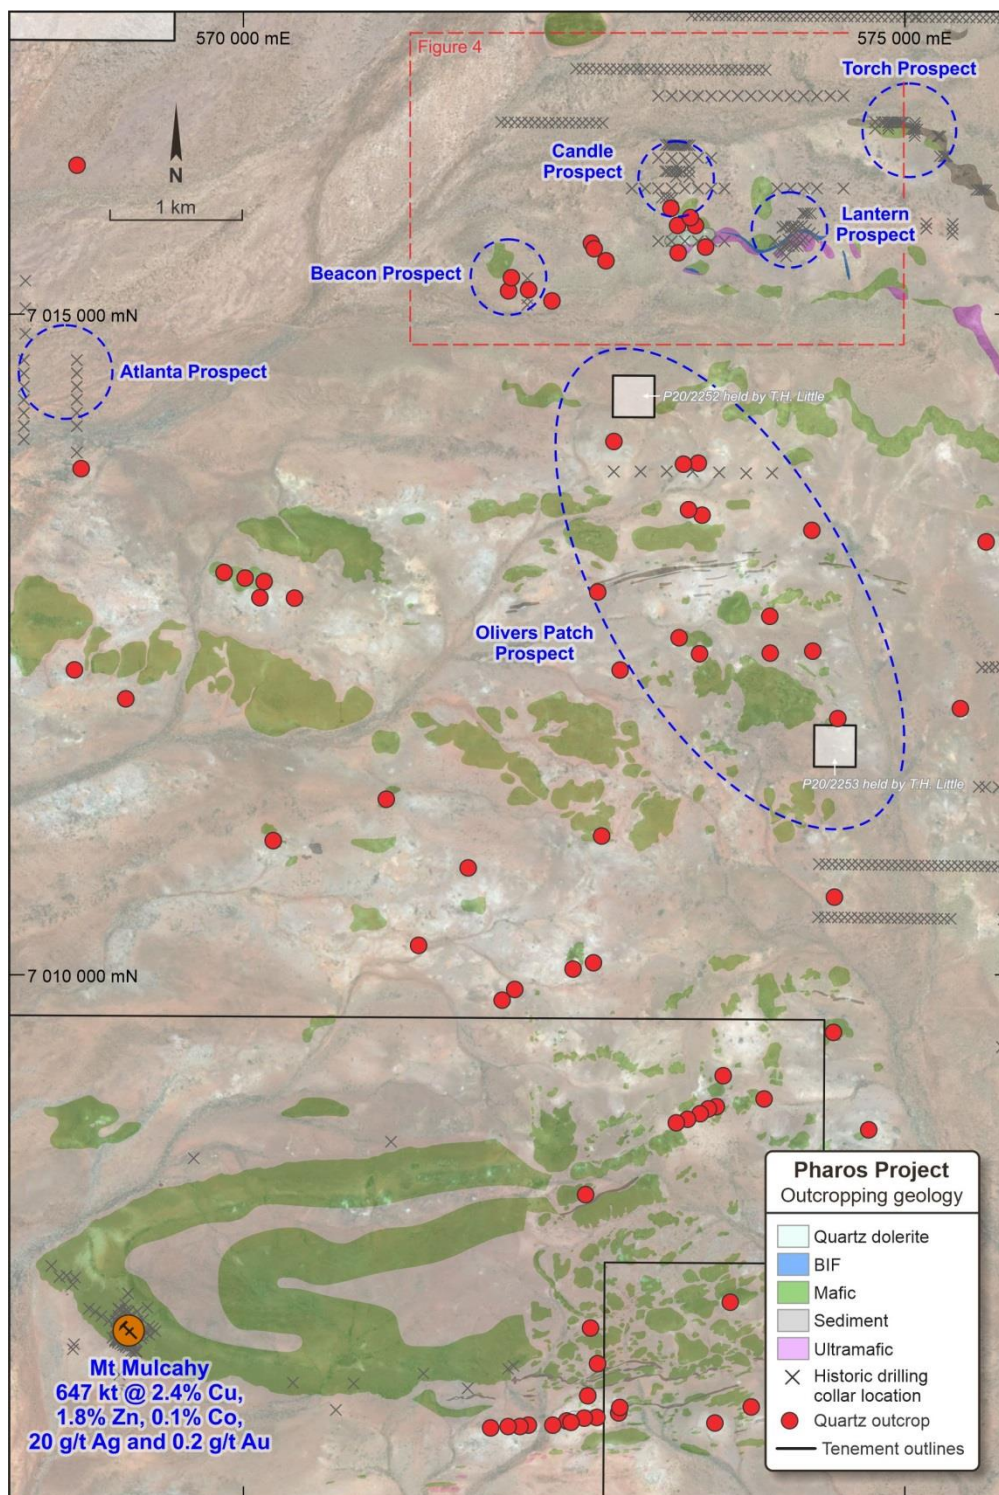 570 000 mE
575 000 mE
Figure 4
Torch Prospect
Candle
Prospect
N
1 km
Lantern
Prospect
Beacon Prospect
7 015 000 mN
Atlanta Prospect
P20/2252 held by T.H. Little
Olivers Patch
Prospect
P20/2253 held by T.H. Little
7 010 000 mN
Pharos Project
Outcropping geology
Quartz dolerite
BIF
Mafic
Sediment
Ultramafic
Historic drilling
collar location
Quartz outcrop
Tenement outlines
Mt Mulcahy
647 kt @ 2.4% Cu,
1.8% Zn, 0.1% Co,
20 g/t Ag and 0.2 g/t Au